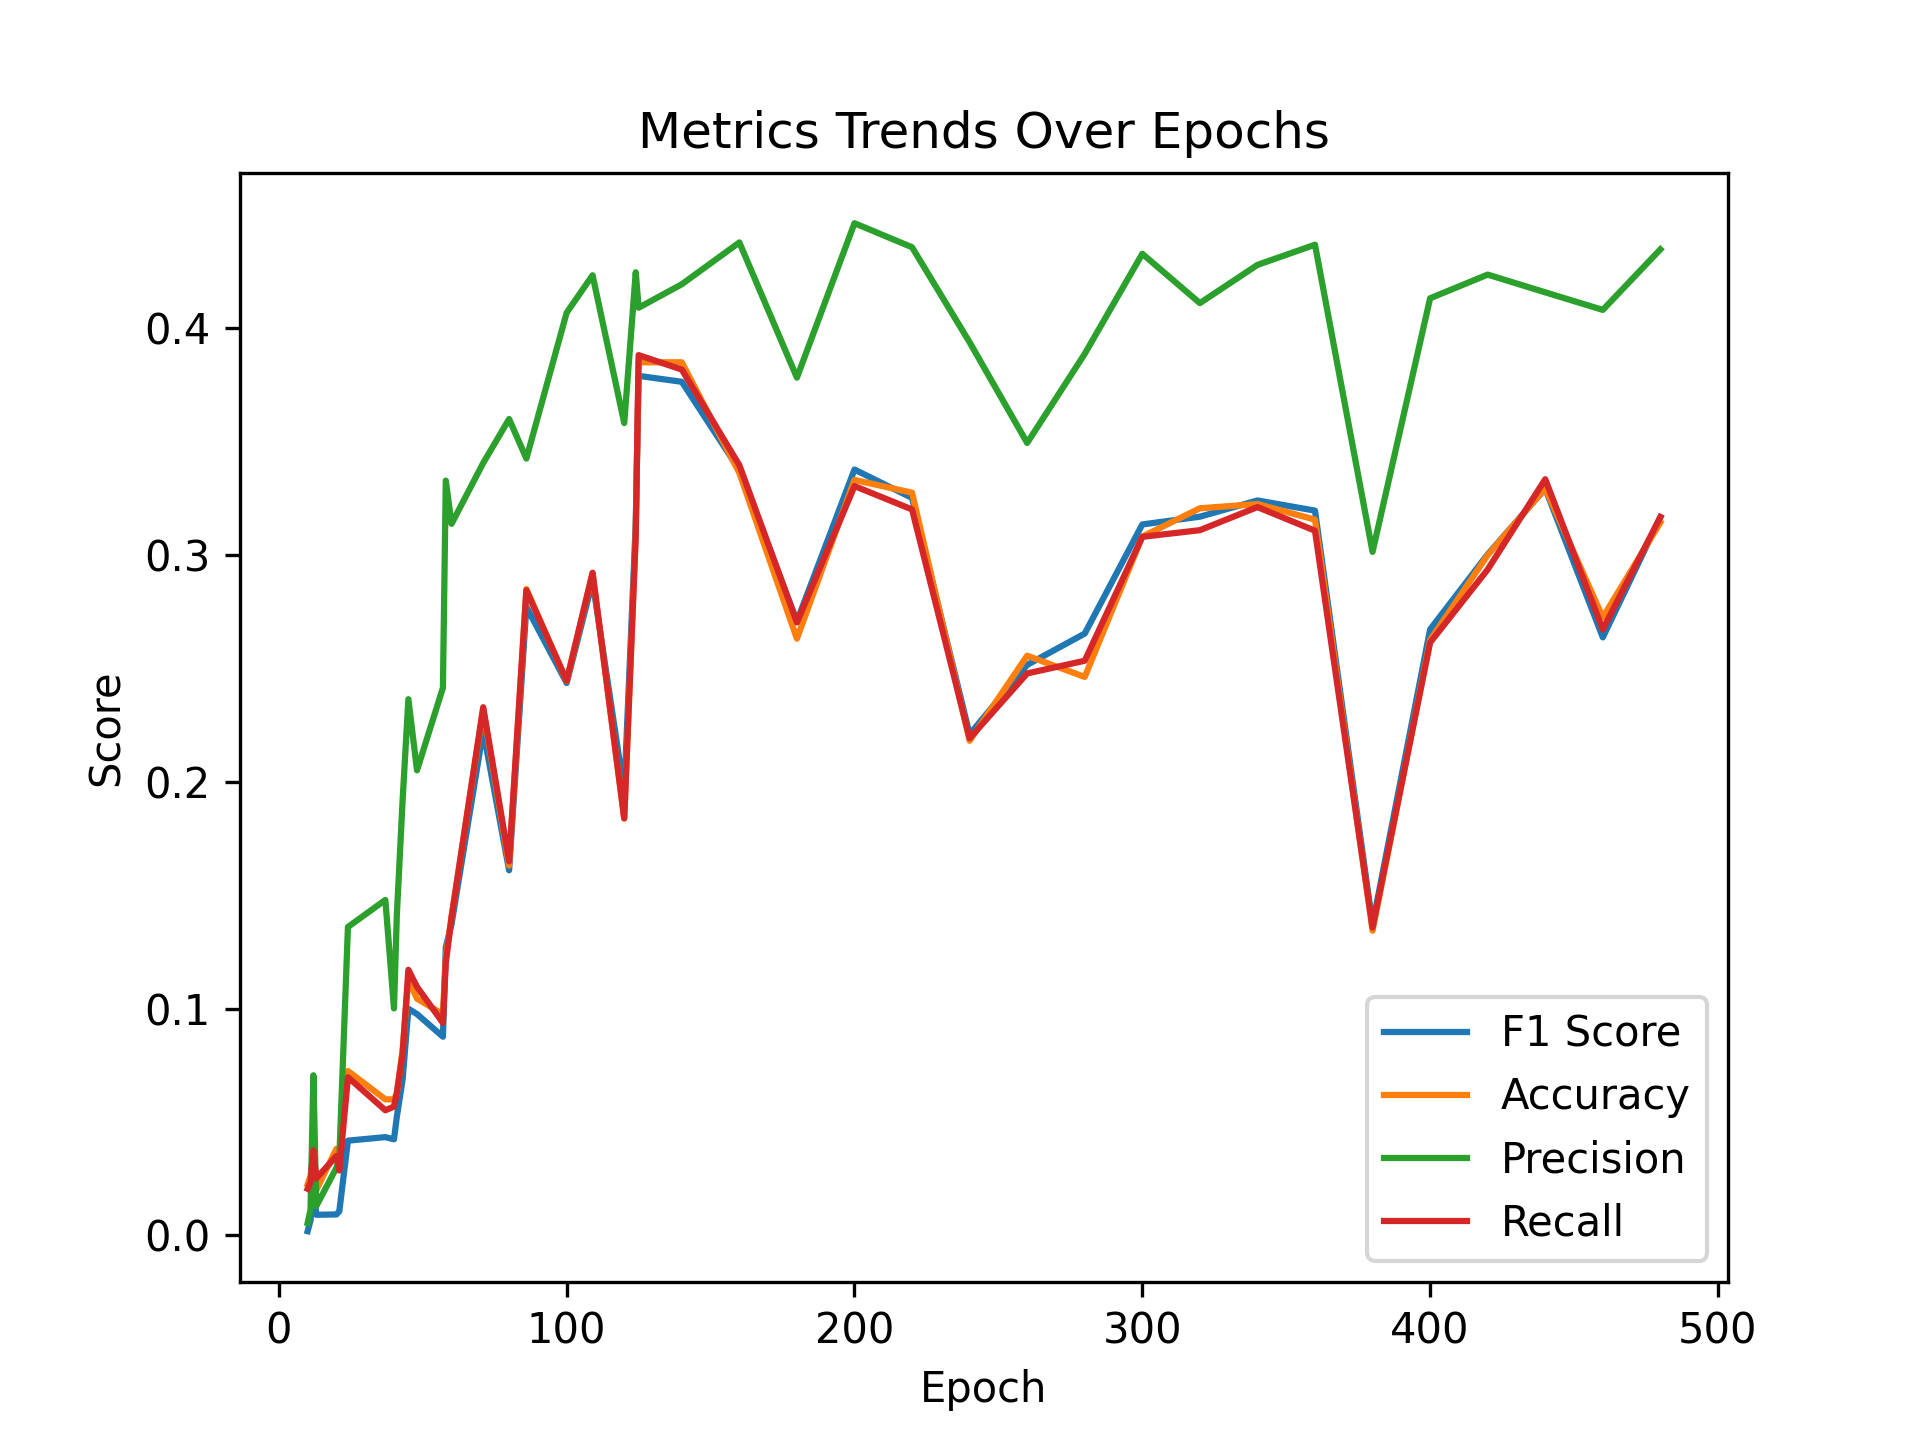 Metrics Trends Over Epochs
Score
0.4
0.3
0.2
0.1
0.0
0 100 200 300 400 500
Epoch
F1 Score
Accuracy
Precision
Recall